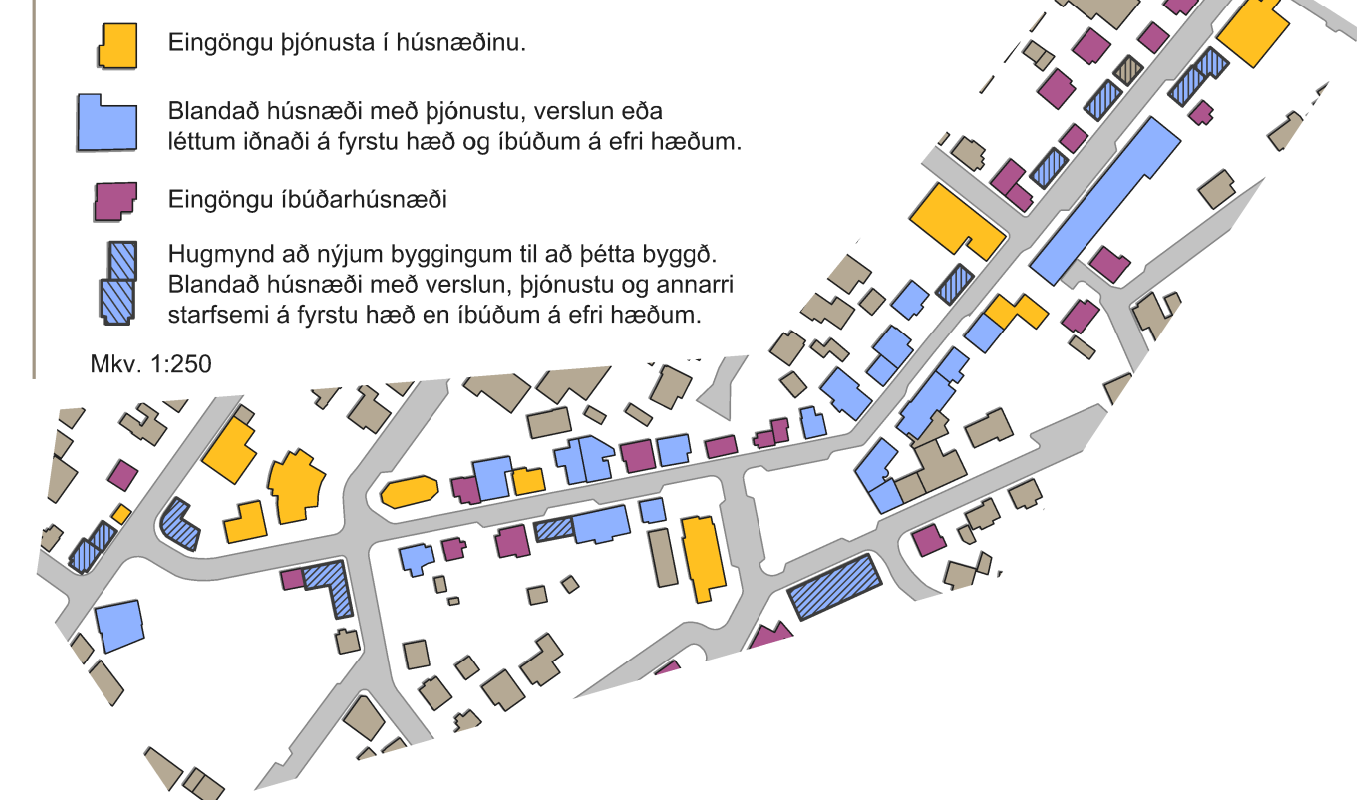 Eingöngu þjónusta í húsnæðinu.
Blandað húsnæði með þjónustu, verslun eða
léttum iðnaði á fyrstu hæð og íbúðum á efri hæðum.
Eingöngu íbúðarhúsnæði
Hugmynd að nýjum byggingum til að þétta byggð.
Blandað húsnæði með verslun, þjónustu og annarri
starfsemi á fyrstu hæð en íbúðum á efri hæðum.
Mkv. 1:250